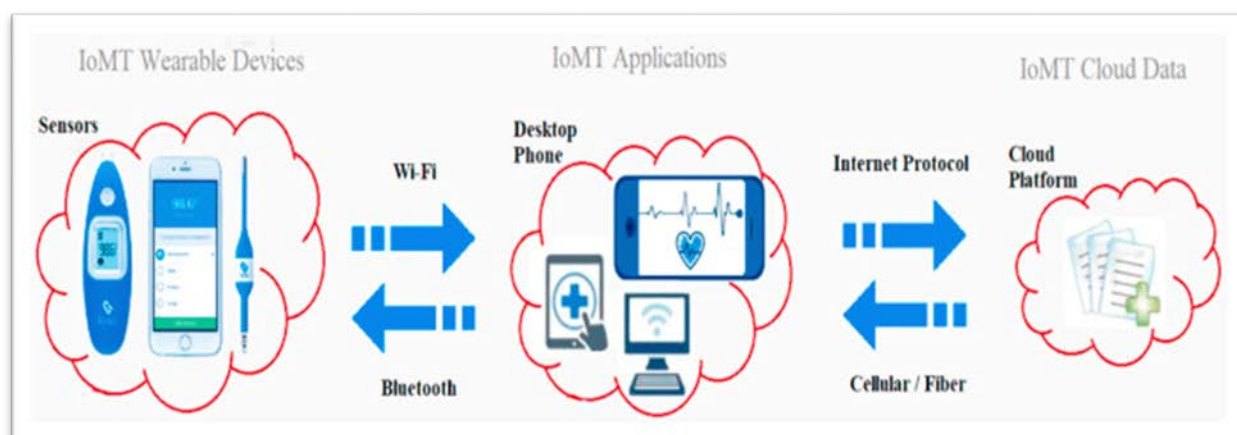 IoMT Wearable Devices
IoMT Applications
IoMT Cloud Data
Sensors
Desktop
Phone
Wi-Fi
Bluetooth
Internet Protocol
Cellular / Fiber
Cloud
Platform